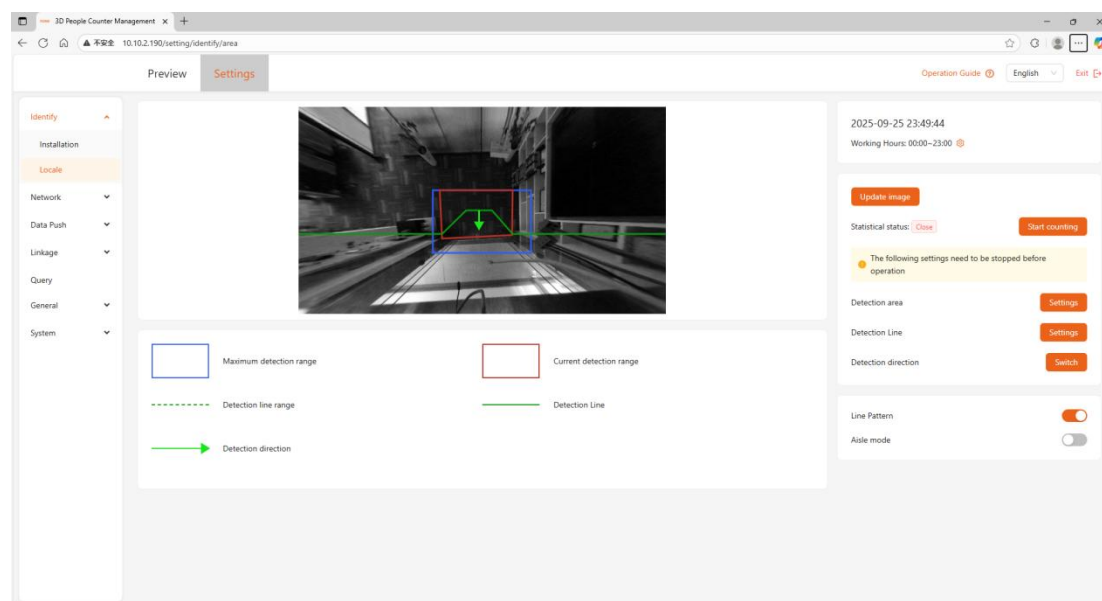 3D People Counter Management
不安全 10.10.2.190/setting/identify/area
Preview
Settings
Operation Guide
English
Exit
Identify
Installation
Locale
Network
Data Push
Linkage
Query
General
System
Maximum detection range
Current detection range
Detection line range
Detection Line
Detection direction
2025-09-25 23:49:44
Working Hours: 00:00~23:00
Update image
Statistical status: Close
Start counting
The following settings need to be stopped before
operation
Detection area
Settings
Detection Line
Settings
Detection direction
Switch
Line Pattern
Aisle mode